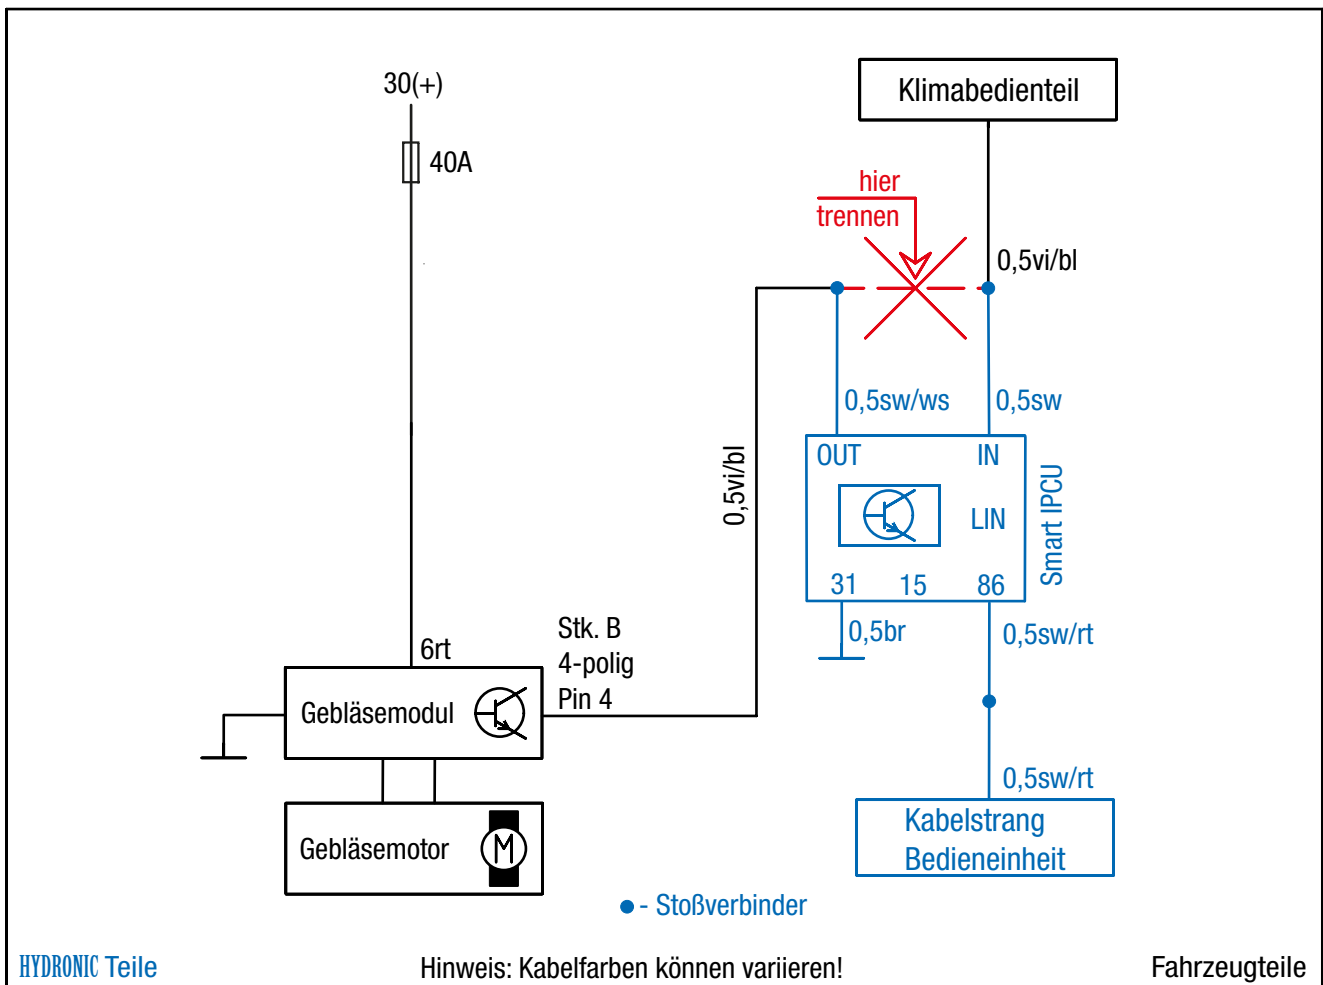 30(+)
40A
Klimabedienteil
hier
trennen
0,5vi/bl
0,5sw/ws
0,5sw
OUT
IN
LIN
31
15
86
Smart IPCU
0,5vi/bl
0,5br
0,5sw/rt
6rt
Stk. B
4-polig
Pin 4
Gebläsemodul
0,5sw/rt
Gebläsemotor
M
Kabelstrang
Bedieneinheit
- Stoßverbinder
HYDRONIC Teile
Hinweis: Kabelfarben können variieren!
Fahrzeugteile